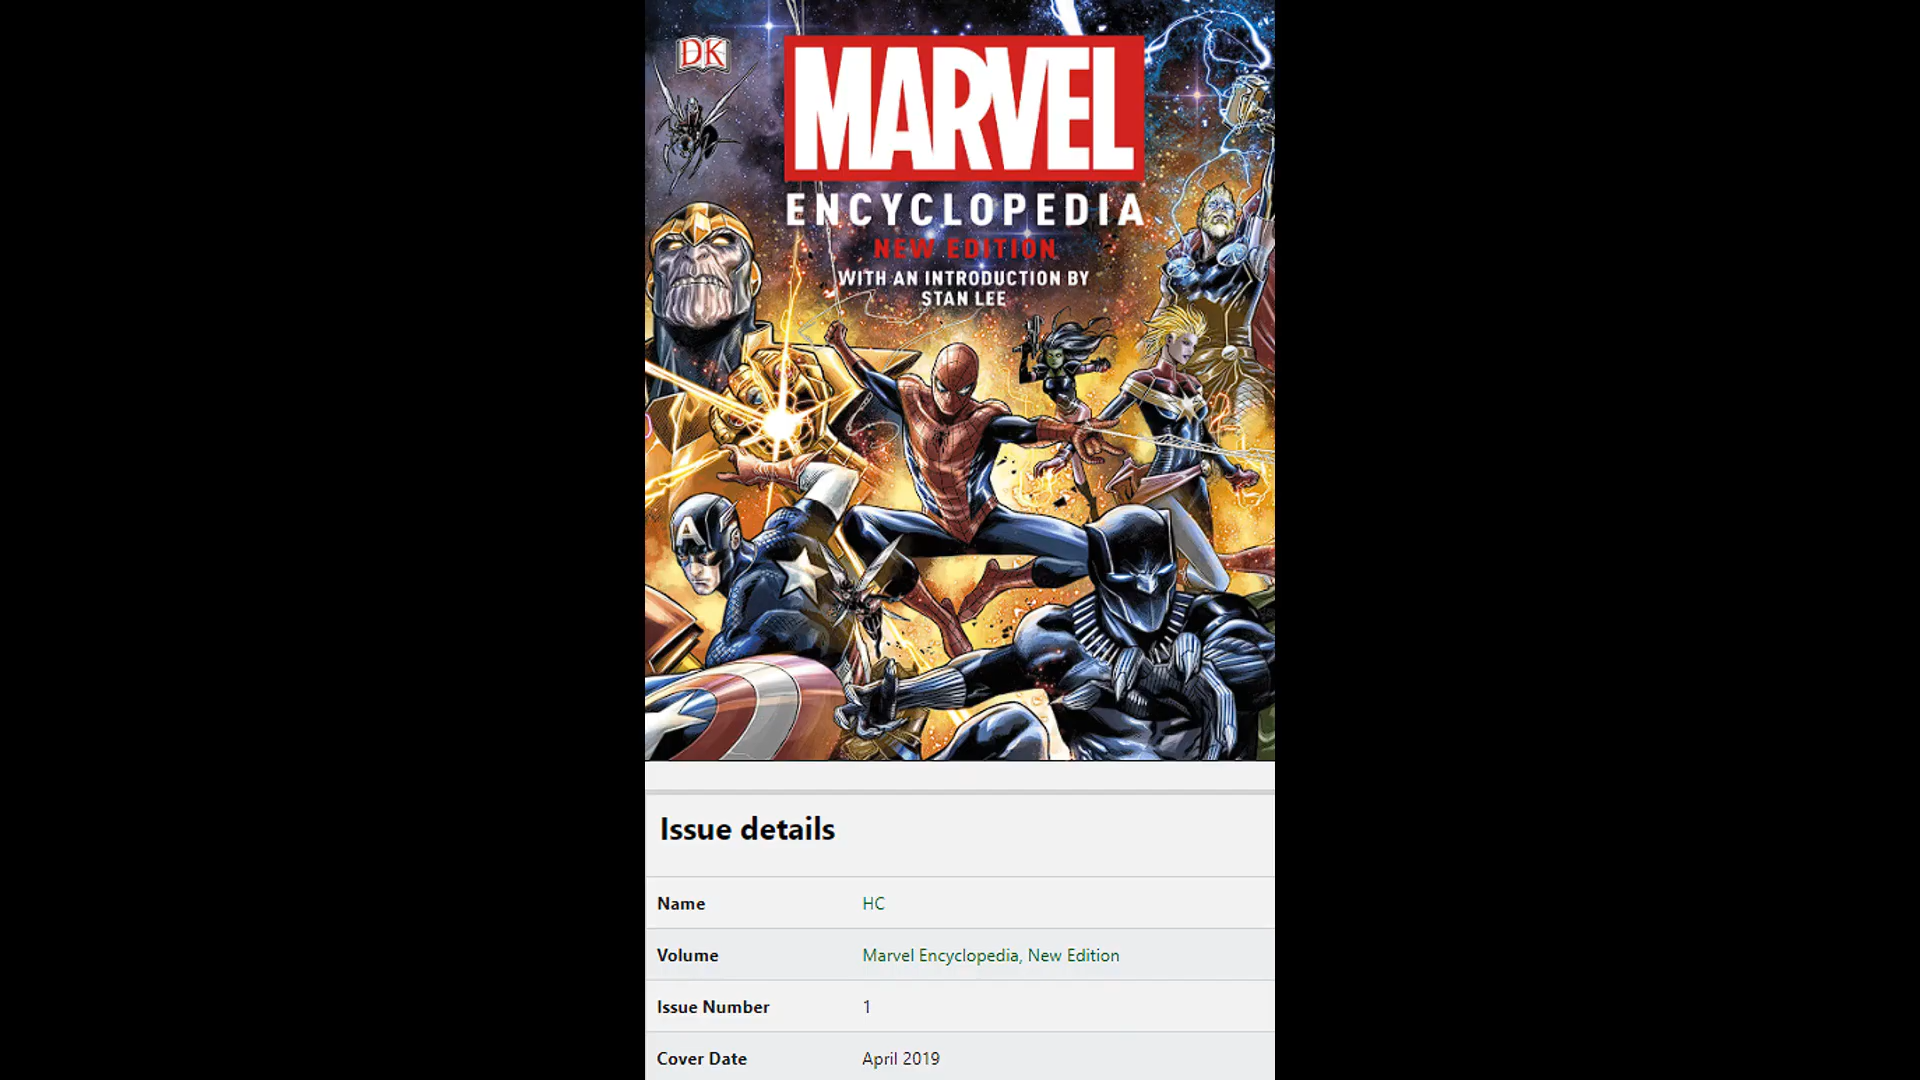 DK
MARVEL
ENCYCLOPEDIA
NEW EDITION
WITH AN INTRODUCTION BY
STAN LEE
A
Issue details
Name HC
Volume Marvel Encyclopedia, New Edition
Issue Number 1
Cover Date April 2019